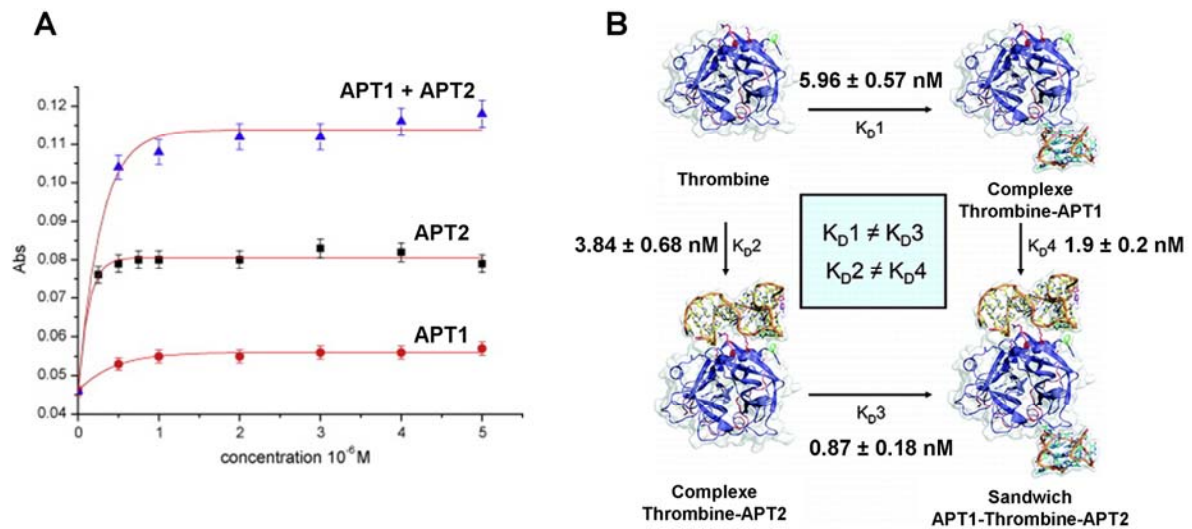 A
APT1 + APT2
APT2
APT1
Abs
0.12
0.11
0.10
0.09
0.08
0.07
0.06
0.05
0.04
0 1 2 3 4 5
concentration 10⁻⁶M
B
5.96 ± 0.57 nM
K_D1
Thrombine
Complexe
Thrombine-APT1
3.84 ± 0.68 nM
K_D2
K_D1 ≠ K_D3
K_D2 ≠ K_D4
K_D4 1.9 ± 0.2 nM
K_D3
0.87 ± 0.18 nM
Complexe
Thrombine-APT2
Sandwich
APT1-Thrombine-APT2